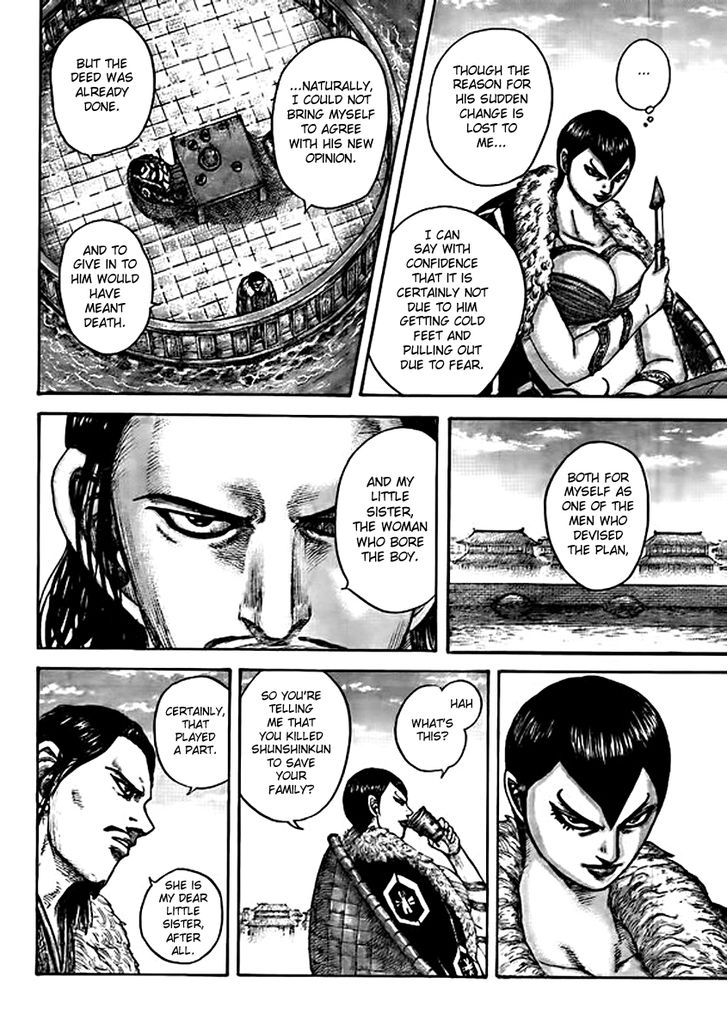 ...
THOUGH THE
REASON FOR
HIS SUDDEN
CHANGE IS
LOST TO
ME...
I CAN
SAY WITH
CONFIDENCE
THAT IT IS
CERTAINLY NOT
DUE TO HIM
GETTING COLD
FEET AND
PULLING OUT
DUE TO FEAR.
...NATURALLY,
I COULD NOT
BRING MYSELF
TO AGREE
WITH HIS NEW
OPINION.
BUT THE
DEED WAS
ALREADY
DONE.
AND TO
GIVE IN TO
HIM WOULD
HAVE
MEANT
DEATH.
BOTH FOR
MYSELF AS
ONE OF THE
MEN WHO
DEVISED
THE PLAN,
AND MY
LITTLE
SISTER,
THE WOMAN
WHO BORE
THE BOY.
HAH
WHAT'S
THIS?
SO YOU'RE
TELLING
ME THAT
YOU KILLED
SHUNSHINKUN
TO SAVE
YOUR
FAMILY?
CERTAINLY,
THAT
PLAYED
A PART.
SHE IS
MY DEAR
LITTLE
SISTER,
AFTER
ALL.